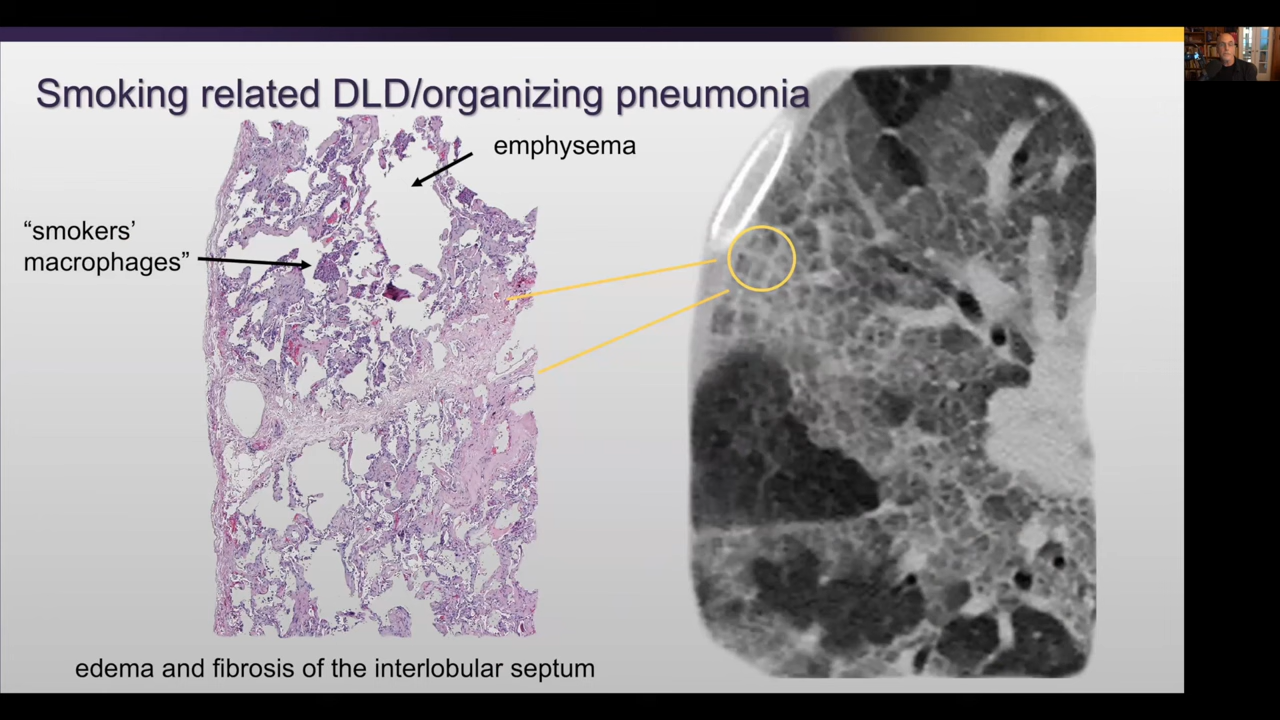 Smoking related DLD/organizing pneumonia
emphysema
“smokers’
macrophages”
edema and fibrosis of the interlobular septum